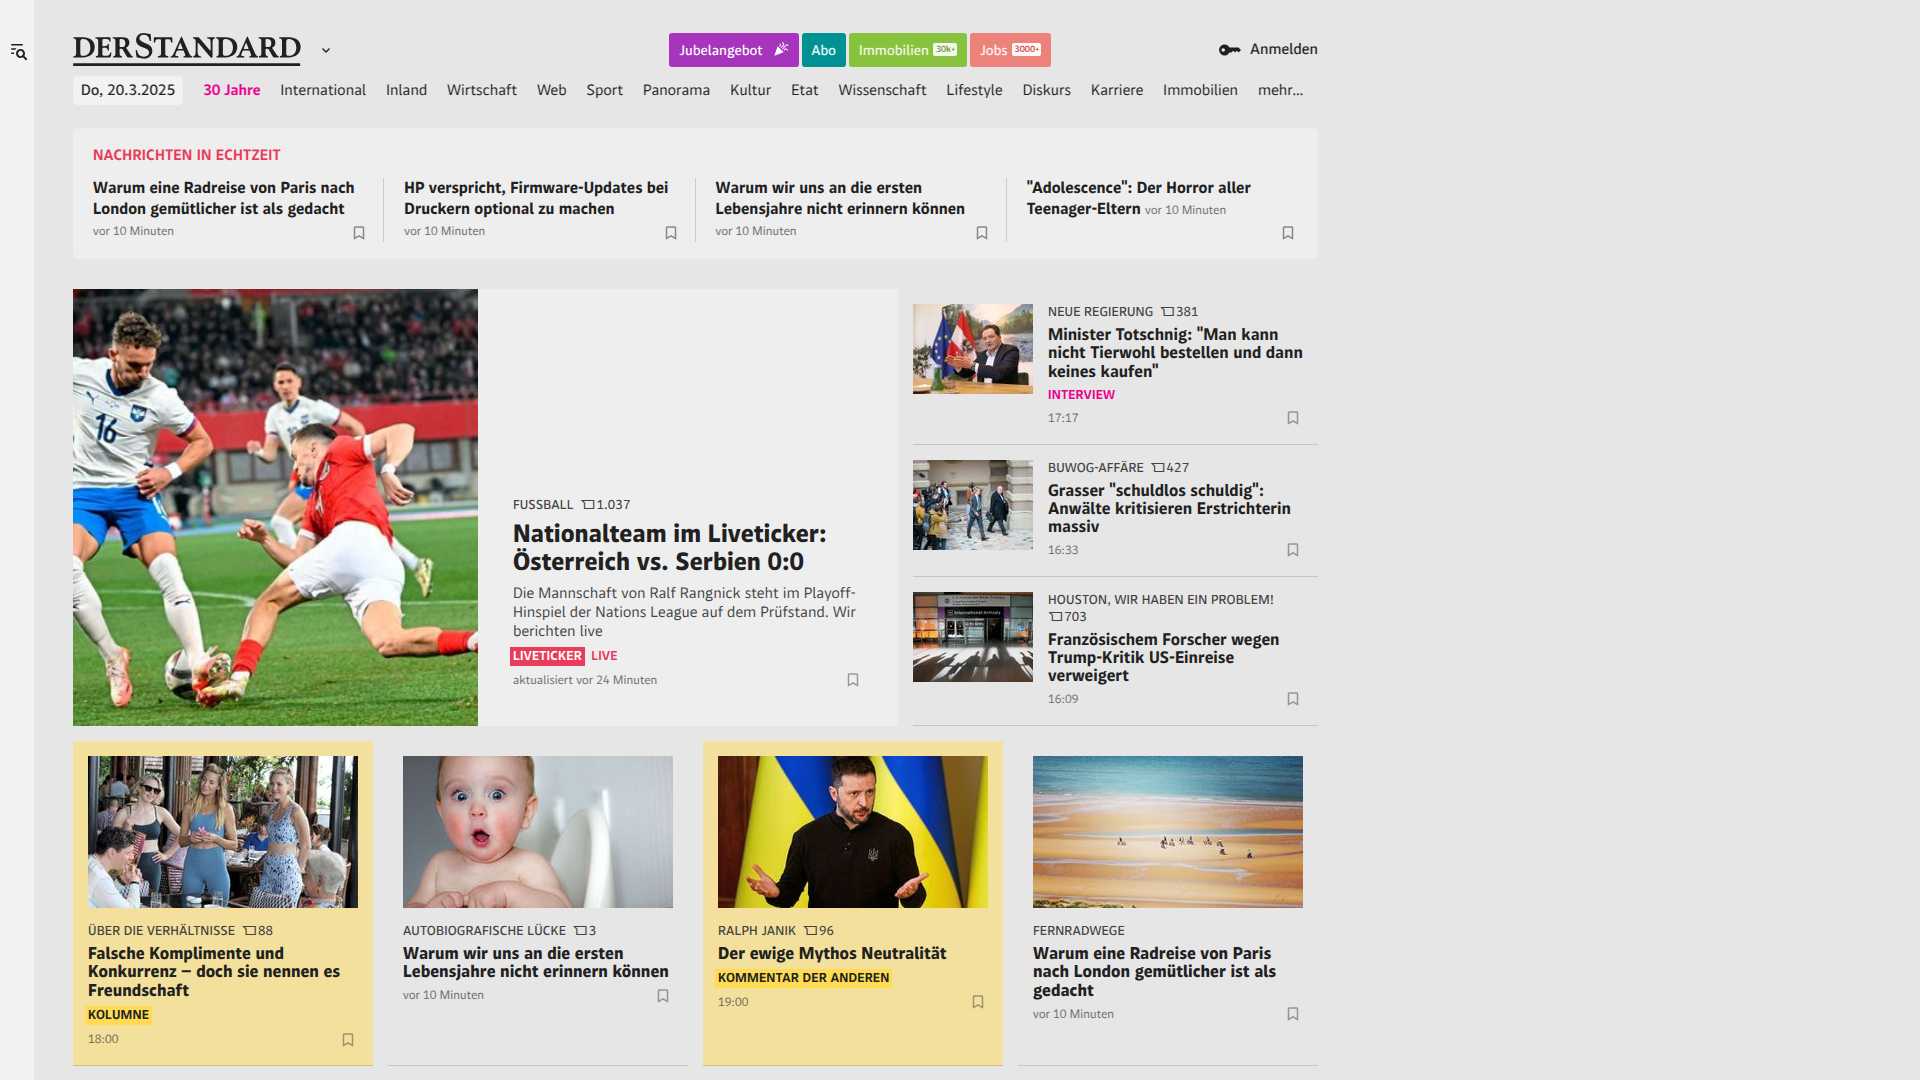 DERSTANDARD
Jubelangebot
Abo
Immobilien 30k+
Jobs 3000+
Anmelden
Do, 20.3.2025
30 Jahre
International
Inland
Wirtschaft
Web
Sport
Panorama
Kultur
Etat
Wissenschaft
Lifestyle
Diskurs
Karriere
Immobilien
mehr...
NACHRICHTEN IN ECHTZEIT
Warum eine Radreise von Paris nach
London gemütlicher ist als gedacht
vor 10 Minuten
HP verspricht, Firmware-Updates bei
Druckern optional zu machen
vor 10 Minuten
Warum wir uns an die ersten
Lebensjahre nicht erinnern können
vor 10 Minuten
"Adolescence": Der Horror aller
Teenager-Eltern vor 10 Minuten
16
FUSSBALL 1.037
Nationalteam im Liveticker:
Österreich vs. Serbien 0:0
Die Mannschaft von Ralf Rangnick steht im Playoff-
Hinspiel der Nations League auf dem Prüfstand. Wir
berichten live
LIVETICKER LIVE
aktualisiert vor 24 Minuten
NEUE REGIERUNG 381
Minister Totschnig: "Man kann
nicht Tierwohl bestellen und dann
keines kaufen"
INTERVIEW
17:17
BUWOG-AFFÄRE 427
Grasser "schuldlos schuldig":
Anwälte kritisieren Erstrichterin
massiv
16:33
HOUSTON, WIR HABEN EIN PROBLEM!
703
Französischem Forscher wegen
Trump-Kritik US-Einreise
verweigert
16:09
ÜBER DIE VERHÄLTNISSE 88
Falsche Komplimente und
Konkurrenz – doch sie nennen es
Freundschaft
KOLUMNE
18:00
AUTOBIOGRAFISCHE LÜCKE 3
Warum wir uns an die ersten
Lebensjahre nicht erinnern können
vor 10 Minuten
RALPH JANIK 96
Der ewige Mythos Neutralität
KOMMENTAR DER ANDEREN
19:00
FERNRADWEGE
Warum eine Radreise von Paris
nach London gemütlicher ist als
gedacht
vor 10 Minuten